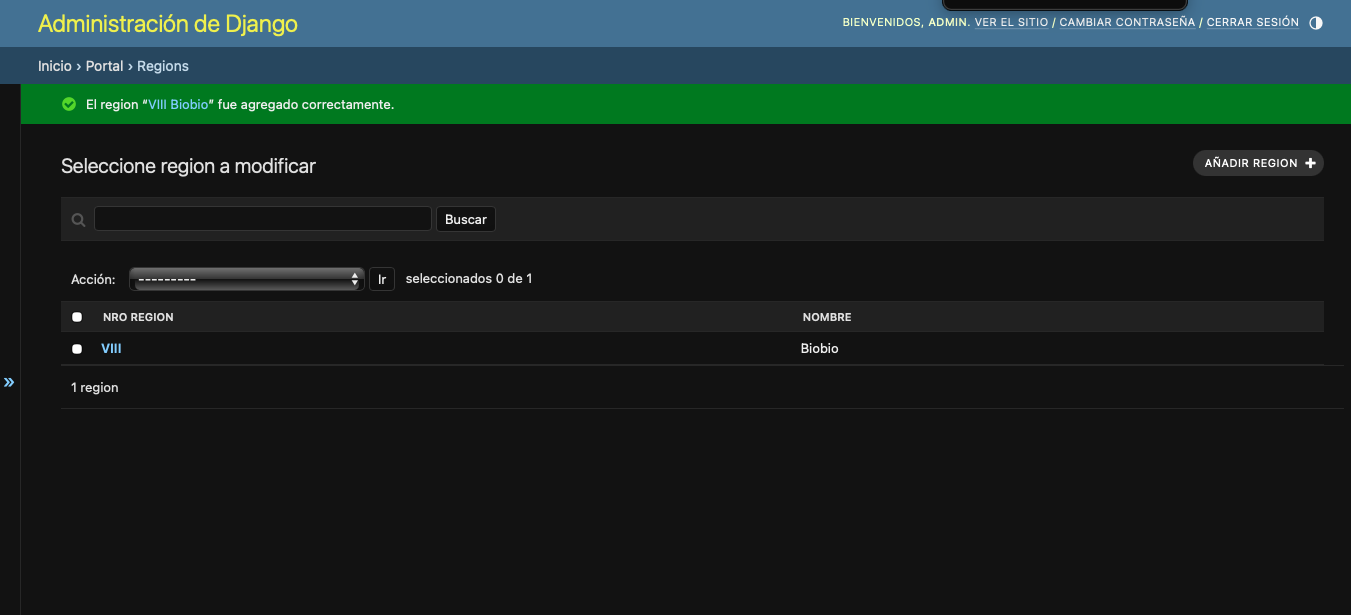 Administración de Django
BIENVENIDOS, ADMIN. VER EL SITIO / CAMBIAR CONTRASEÑA / CERRAR SESIÓN
Inicio › Portal › Regions
El region “VIII Biobio” fue agregado correctamente.
Seleccione region a modificar
AÑADIR REGION
Buscar
Acción: --------- Ir seleccionados 0 de 1
NRO REGION NOMBRE
VIII Biobio
1 region